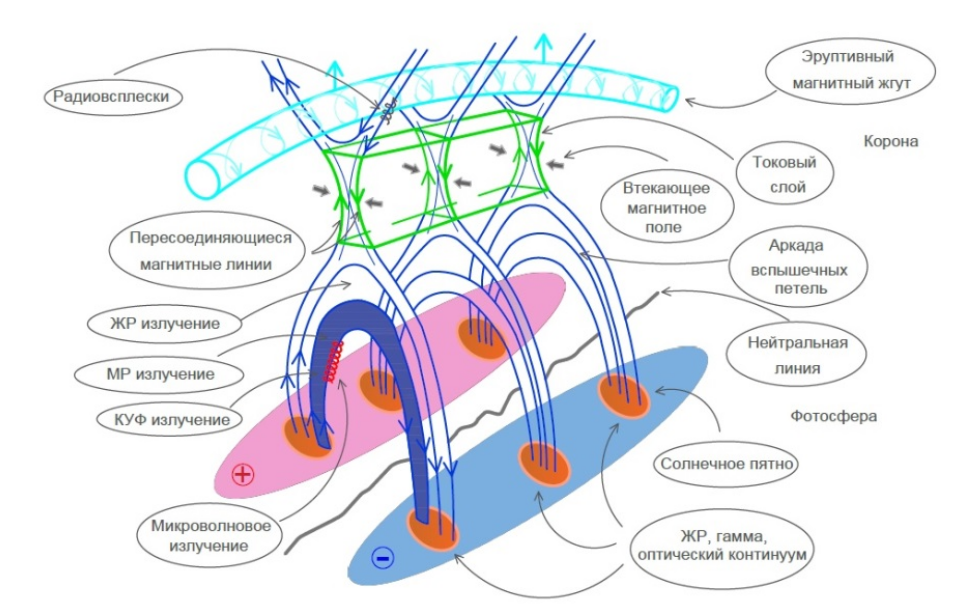 Радиовсплески
Эруптивный
магнитный жгут
Корона
Токовый
слой
Втекающее
магнитное
поле
Пересоединяющиеся
магнитные линии
Аркада
вспышечных
петель
ЖР излучение
МР излучение
КУФ излучение
Нейтральная
линия
Фотосфера
Солнечное пятно
+
Микроволновое
излучение
−
ЖР, гамма,
оптический континуум